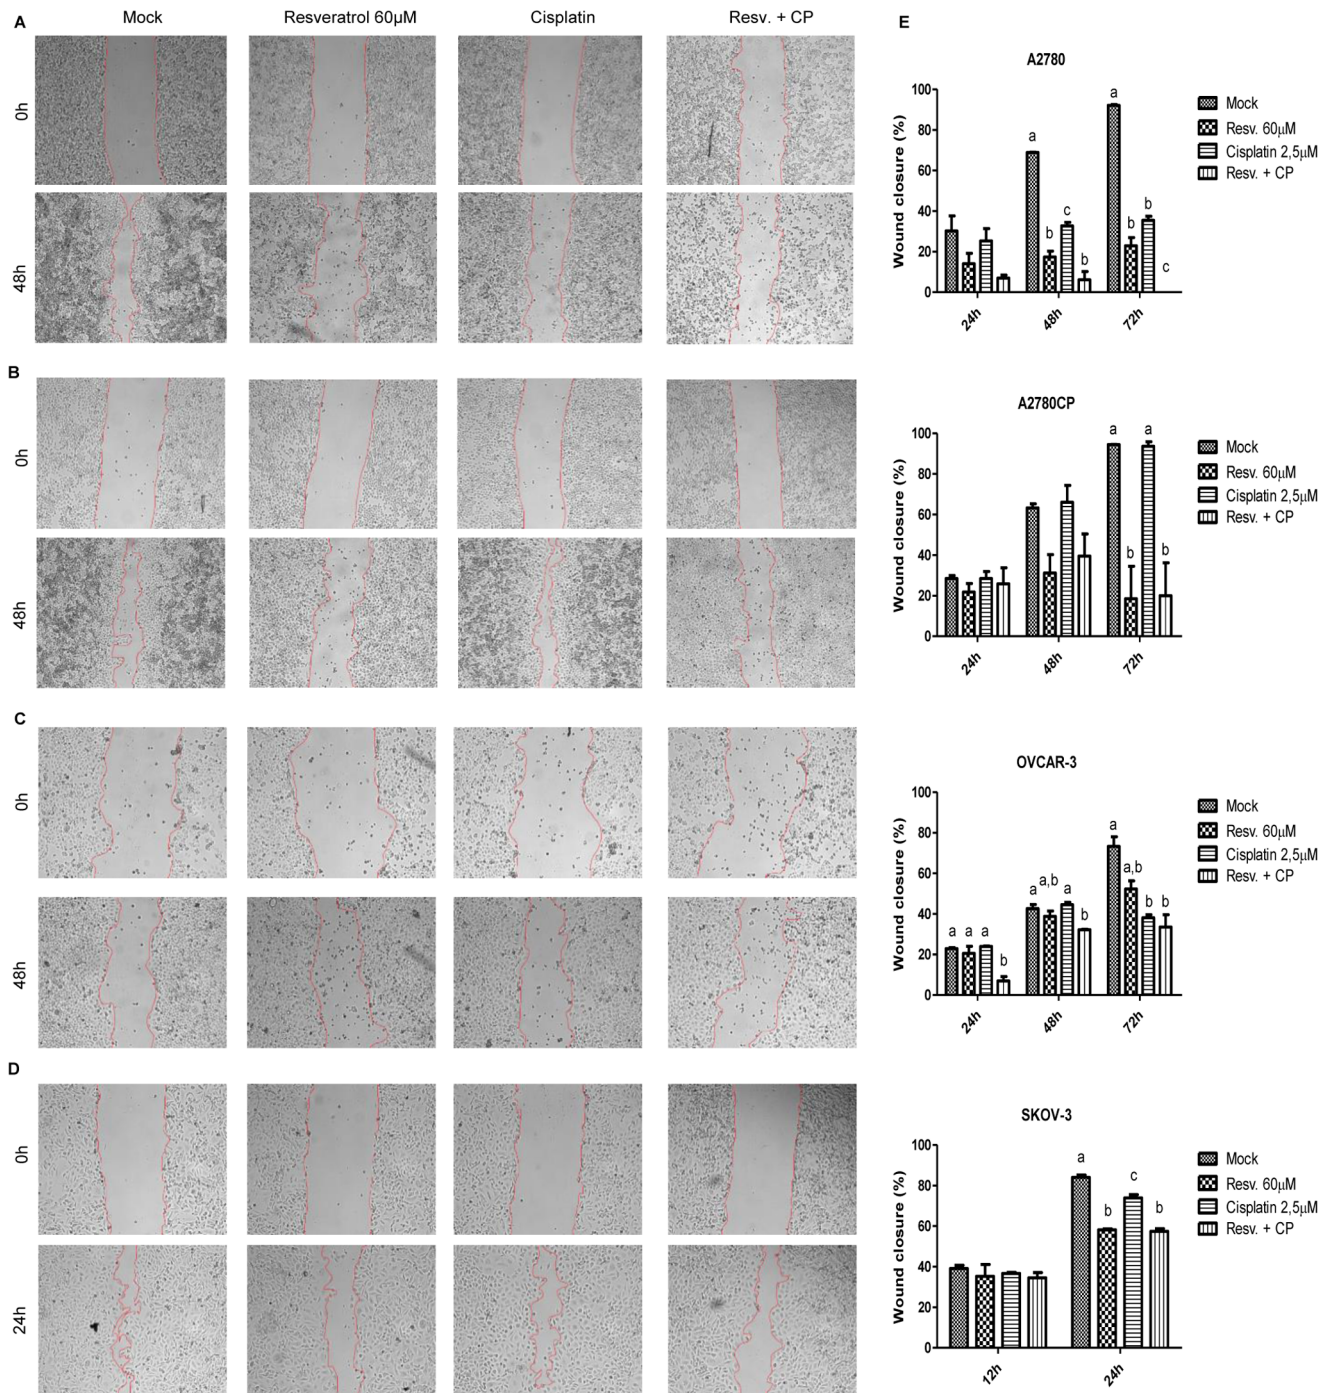 A
Mock
Resveratrol 60μM
Cisplatin
Resv. + CP
0h
48h
B
0h
48h
C
0h
48h
D
0h
24h
E
A2780
Wound closure (%)
100
80
60
40
20
0
a
a
b
c
b
b
b
c
24h
48h
72h
Mock
Resv. 60μM
Cisplatin 2,5μM
Resv. + CP
A2780CP
Wound closure (%)
100
80
60
40
20
0
a
a
b
b
24h
48h
72h
Mock
Resv. 60μM
Cisplatin 2,5μM
Resv. + CP
OVCAR-3
Wound closure (%)
100
80
60
40
20
0
a
a
a
b
a
a,b
a
b
a
a,b
b
b
24h
48h
72h
Mock
Resv. 60μM
Cisplatin 2,5μM
Resv. + CP
SKOV-3
Wound closure (%)
100
80
60
40
20
0
a
b
c
b
12h
24h
Mock
Resv. 60μM
Cisplatin 2,5μM
Resv. + CP